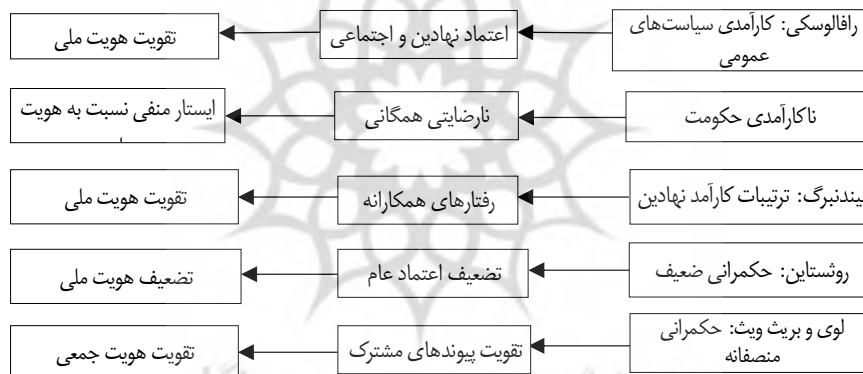 رافالوسکی: کارآمدی سیاست‌های
عمومی
اعتماد نهادین و اجتماعی
تقویت هویت ملی
ناکارآمدی حکومت
نارضایتی همگانی
ایستار منفی نسبت به هویت
یندنبرگ: ترتیبات کارآمد نهادین
رفتارهای همکارانه
تقویت هویت ملی
روثستاین: حکمرانی ضعیف
تضعیف اعتماد عام
تضعیف هویت ملی
لوی و بریث ویث: حکمرانی
منصفانه
تقویت پیوندهای مشترک
تقویت هویت جمعی